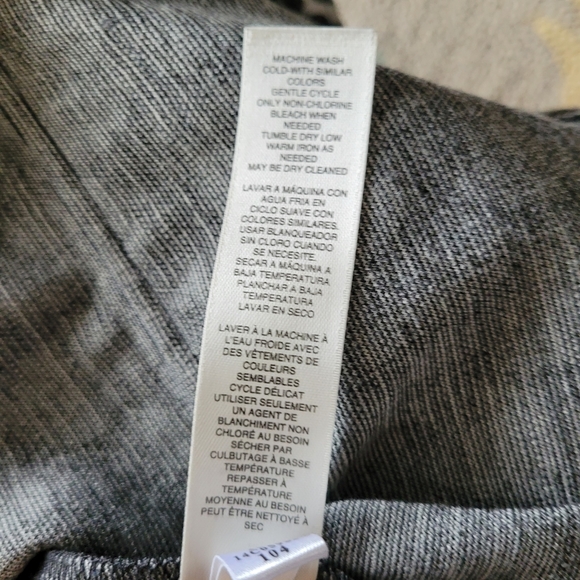 MACHINE WASH
COLD-WITH SIMILAR
COLORS
GENTLE CYCLE
ONLY NON-CHLORINE
BLEACH WHEN
NEEDED
TUMBLE DRY LOW
WARM IRON AS
NEEDED
MAY BE DRY CLEANED
LAVAR A MÁQUINA CON
AGUA FRIA EN
CICLO SUAVE CON
COLORES SIMILARES.
USAR BLANQUEADOR
SIN CLORO CUANDO
SE NECESITE.
SECAR A MÁQUINA A
BAJA TEMPERATURA
PLANCHAR A BAJA
TEMPERATURA
LAVAR EN SECO
LAVER À LA MACHINE À
L'EAU FROIDE AVEC
DES VÊTEMENTS DE
COULEURS
SEMBLABLES
CYCLE DÉLICAT
UTILISER SEULEMENT
UN AGENT DE
BLANCHIMENT NON
CHLORÉ AU BESOIN
SÉCHER PAR
CULBUTAGE À BASSE
TEMPÉRATURE
REPASSER À
TEMPÉRATURE
MOYENNE AU BESOIN
PEUT ÊTRE NETTOYÉ À
SEC
104